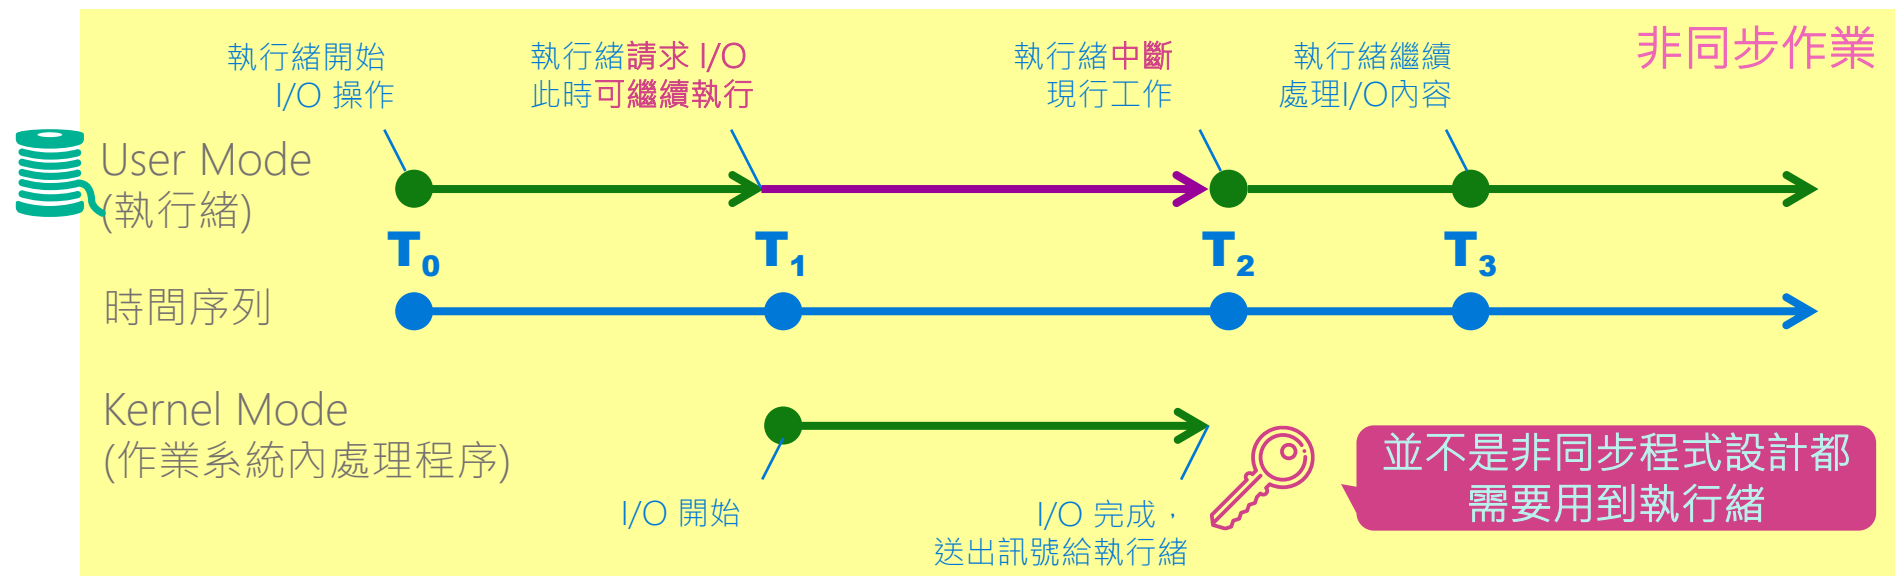 非同步作業
執行緒開始
I/O 操作
執行緒請求 I/O
此時可繼續執行
執行緒中斷
現行工作
執行緒繼續
處理I/O內容
User Mode
(執行緒)
T0
T1
T2
T3
時間序列
Kernel Mode
(作業系統內處理程序)
I/O 開始
I/O 完成，
送出訊號給執行緒
並不是非同步程式設計都
需要用到執行緒